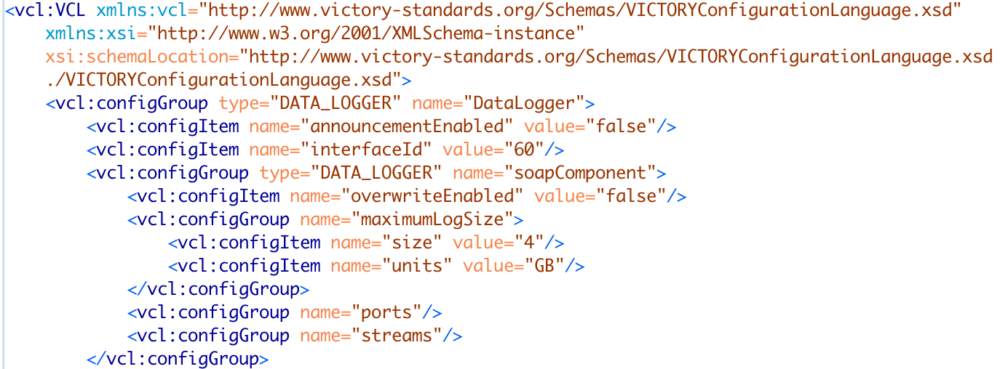 <vcl:VCL xmlns:vcl="http://www.victory-standards.org/Schemas/VICTORYConfigurationLanguage.xsd"
xmlns:xsi="http://www.w3.org/2001/XMLSchema-instance"
xsi:schemaLocation="http://www.victory-standards.org/Schemas/VICTORYConfigurationLanguage.xsd
./VICTORYConfigurationLanguage.xsd">
<vcl:configGroup type="DATA_LOGGER" name="DataLogger">
<vcl:configItem name="announcementEnabled" value="false"/>
<vcl:configItem name="interfaceId" value="60"/>
<vcl:configGroup type="DATA_LOGGER" name="soapComponent">
<vcl:configItem name="overwriteEnabled" value="false"/>
<vcl:configGroup name="maximumLogSize">
<vcl:configItem name="size" value="4"/>
<vcl:configItem name="units" value="GB"/>
</vcl:configGroup>
<vcl:configGroup name="ports"/>
<vcl:configGroup name="streams"/>
</vcl:configGroup>